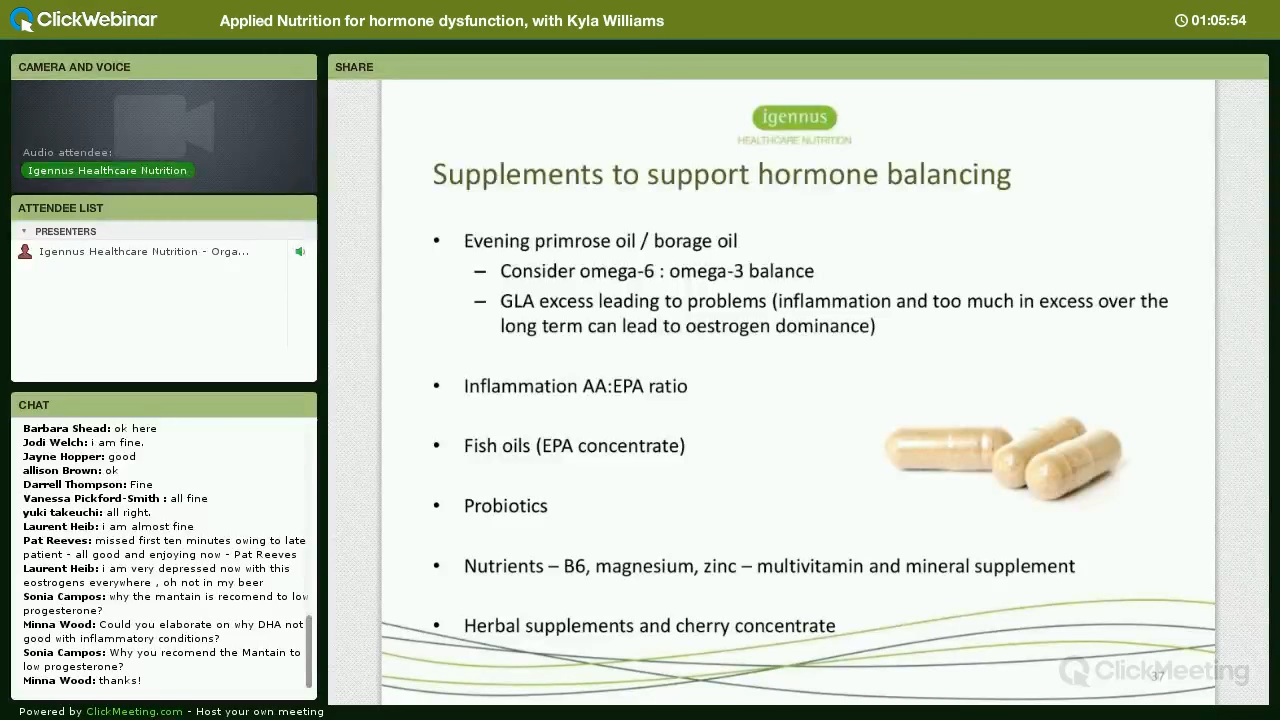 ClickWebinar
Applied Nutrition for hormone dysfunction, with Kyla Williams
01:05:54
CAMERA AND VOICE
Audio attendee:
Igennus Healthcare Nutrition
ATTENDEE LIST
PRESENTERS
Igennus Healthcare Nutrition - Orga...
CHAT
Barbara Shead: ok here
Jodi Welch: i am fine.
Jayne Hopper: good
allison Brown: ok
Darrell Thompson: Fine
Vanessa Pickford-Smith : all fine
yuki takeuchi: all right.
Laurent Heib: i am almost fine
Pat Reeves: missed first ten minutes owing to late
patient - all good and enjoying now - Pat Reeves
Laurent Heib: i am very depressed now with this
eostrogens everywhere , oh not in my beer
Sonia Campos: why the mantain is recomend to low
progesterone?
Minna Wood: Could you elaborate on why DHA not
good with inflammatory conditions?
Sonia Campos: Why you recomend the Mantain to
low progesterone?
Minna Wood: thanks!
Powered by ClickMeeting.com - Host your own meeting
SHARE
igennus
HEALTHCARE NUTRITION
Supplements to support hormone balancing
• Evening primrose oil / borage oil
– Consider omega-6 : omega-3 balance
– GLA excess leading to problems (inflammation and too much in excess over the
long term can lead to oestrogen dominance)
• Inflammation AA:EPA ratio
• Fish oils (EPA concentrate)
• Probiotics
• Nutrients – B6, magnesium, zinc – multivitamin and mineral supplement
• Herbal supplements and cherry concentrate
ClickMeeting
37